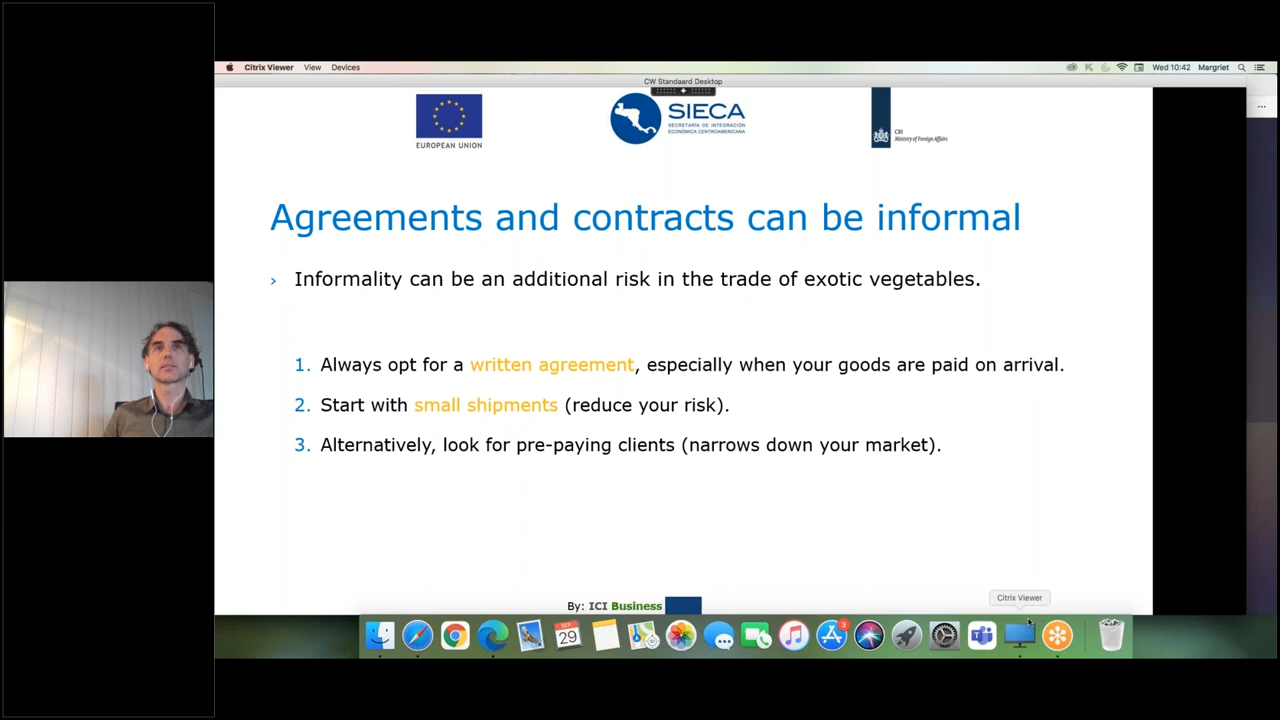 Citrix Viewer View Devices
Wed 10:42 Margriet
CW Standaard Desktop
EUROPEAN UNION
SIECA
SECRETARÍA DE INTEGRACIÓN
ECONÓMICA CENTROAMERICANA
CBI
Ministry of Foreign Affairs
Agreements and contracts can be informal
› Informality can be an additional risk in the trade of exotic vegetables.
1. Always opt for a written agreement, especially when your goods are paid on arrival.
2. Start with small shipments (reduce your risk).
3. Alternatively, look for pre-paying clients (narrows down your market).
By: ICI Business
Citrix Viewer
SEP
29
3